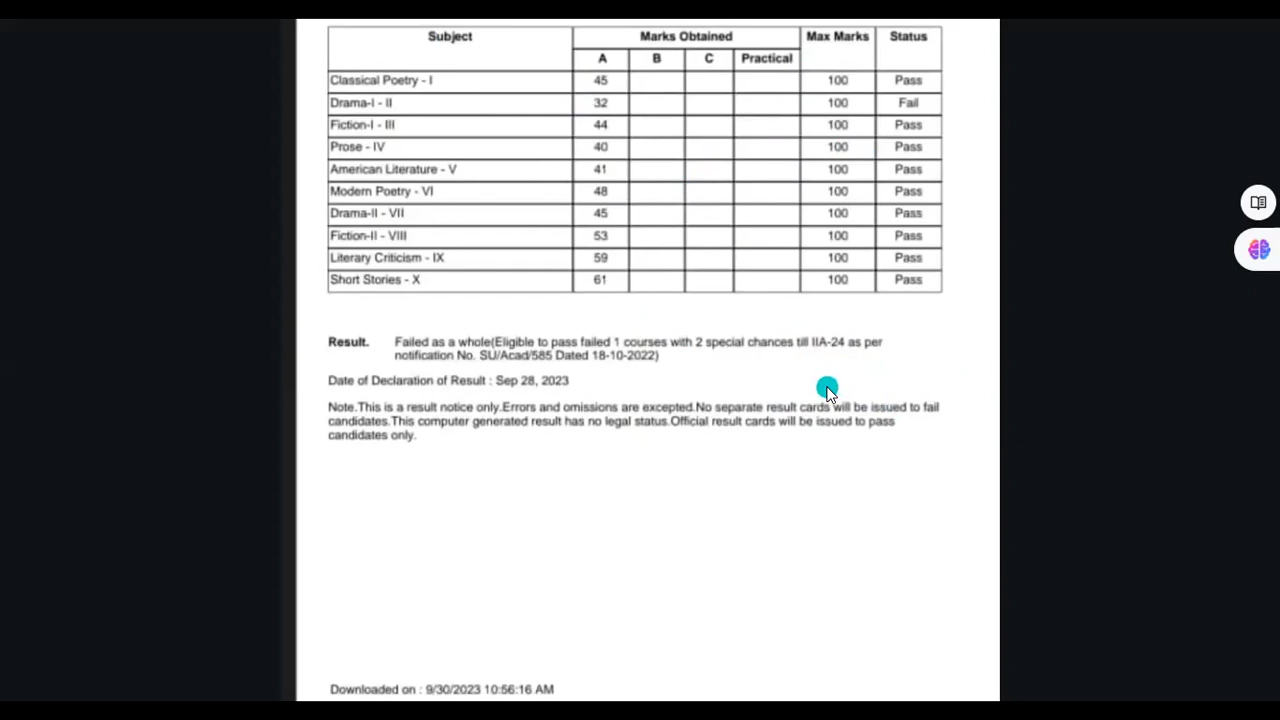 Subject Marks Obtained Max Marks Status
A B C Practical
Classical Poetry - I 45 100 Pass
Drama-I - II 32 100 Fail
Fiction-I - III 44 100 Pass
Prose - IV 40 100 Pass
American Literature - V 41 100 Pass
Modern Poetry - VI 48 100 Pass
Drama-II - VII 45 100 Pass
Fiction-II - VIII 53 100 Pass
Literary Criticism - IX 59 100 Pass
Short Stories - X 61 100 Pass
Result. Failed as a whole(Eligible to pass failed 1 courses with 2 special chances till IIA-24 as per
notification No. SU/Acad/585 Dated 18-10-2022)
Date of Declaration of Result : Sep 28, 2023
Note.This is a result notice only.Errors and omissions are excepted.No separate result cards will be issued to fail
candidates.This computer generated result has no legal status.Official result cards will be issued to pass
candidates only.
Downloaded on : 9/30/2023 10:56:16 AM